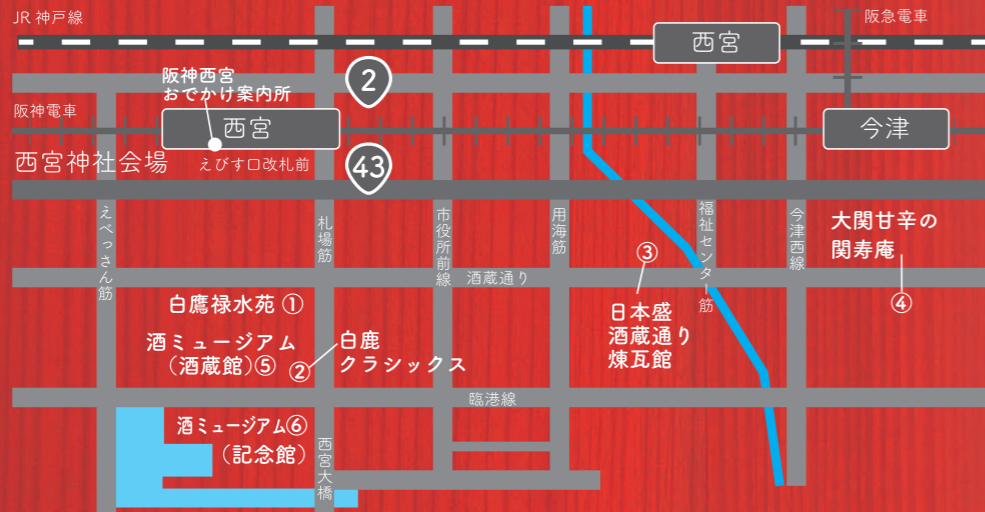 JR 神戸線
阪急電車
西宮
2
阪神西宮
おでかけ案内所
阪神電車
西宮
今津
西宮神社会場
えびす口改札前
43
えべっさん筋
札場筋
市役所前線
用海筋
福祉センター筋
今津西線
大関甘辛の
関寿庵
④
③
酒蔵通り
白鷹禄水苑 ①
日本盛
酒蔵通り
煉瓦館
酒ミュージアム
（酒蔵館）⑤
②
白鹿
クラシックス
臨港線
酒ミュージアム⑥
（記念館）
西宮大橋